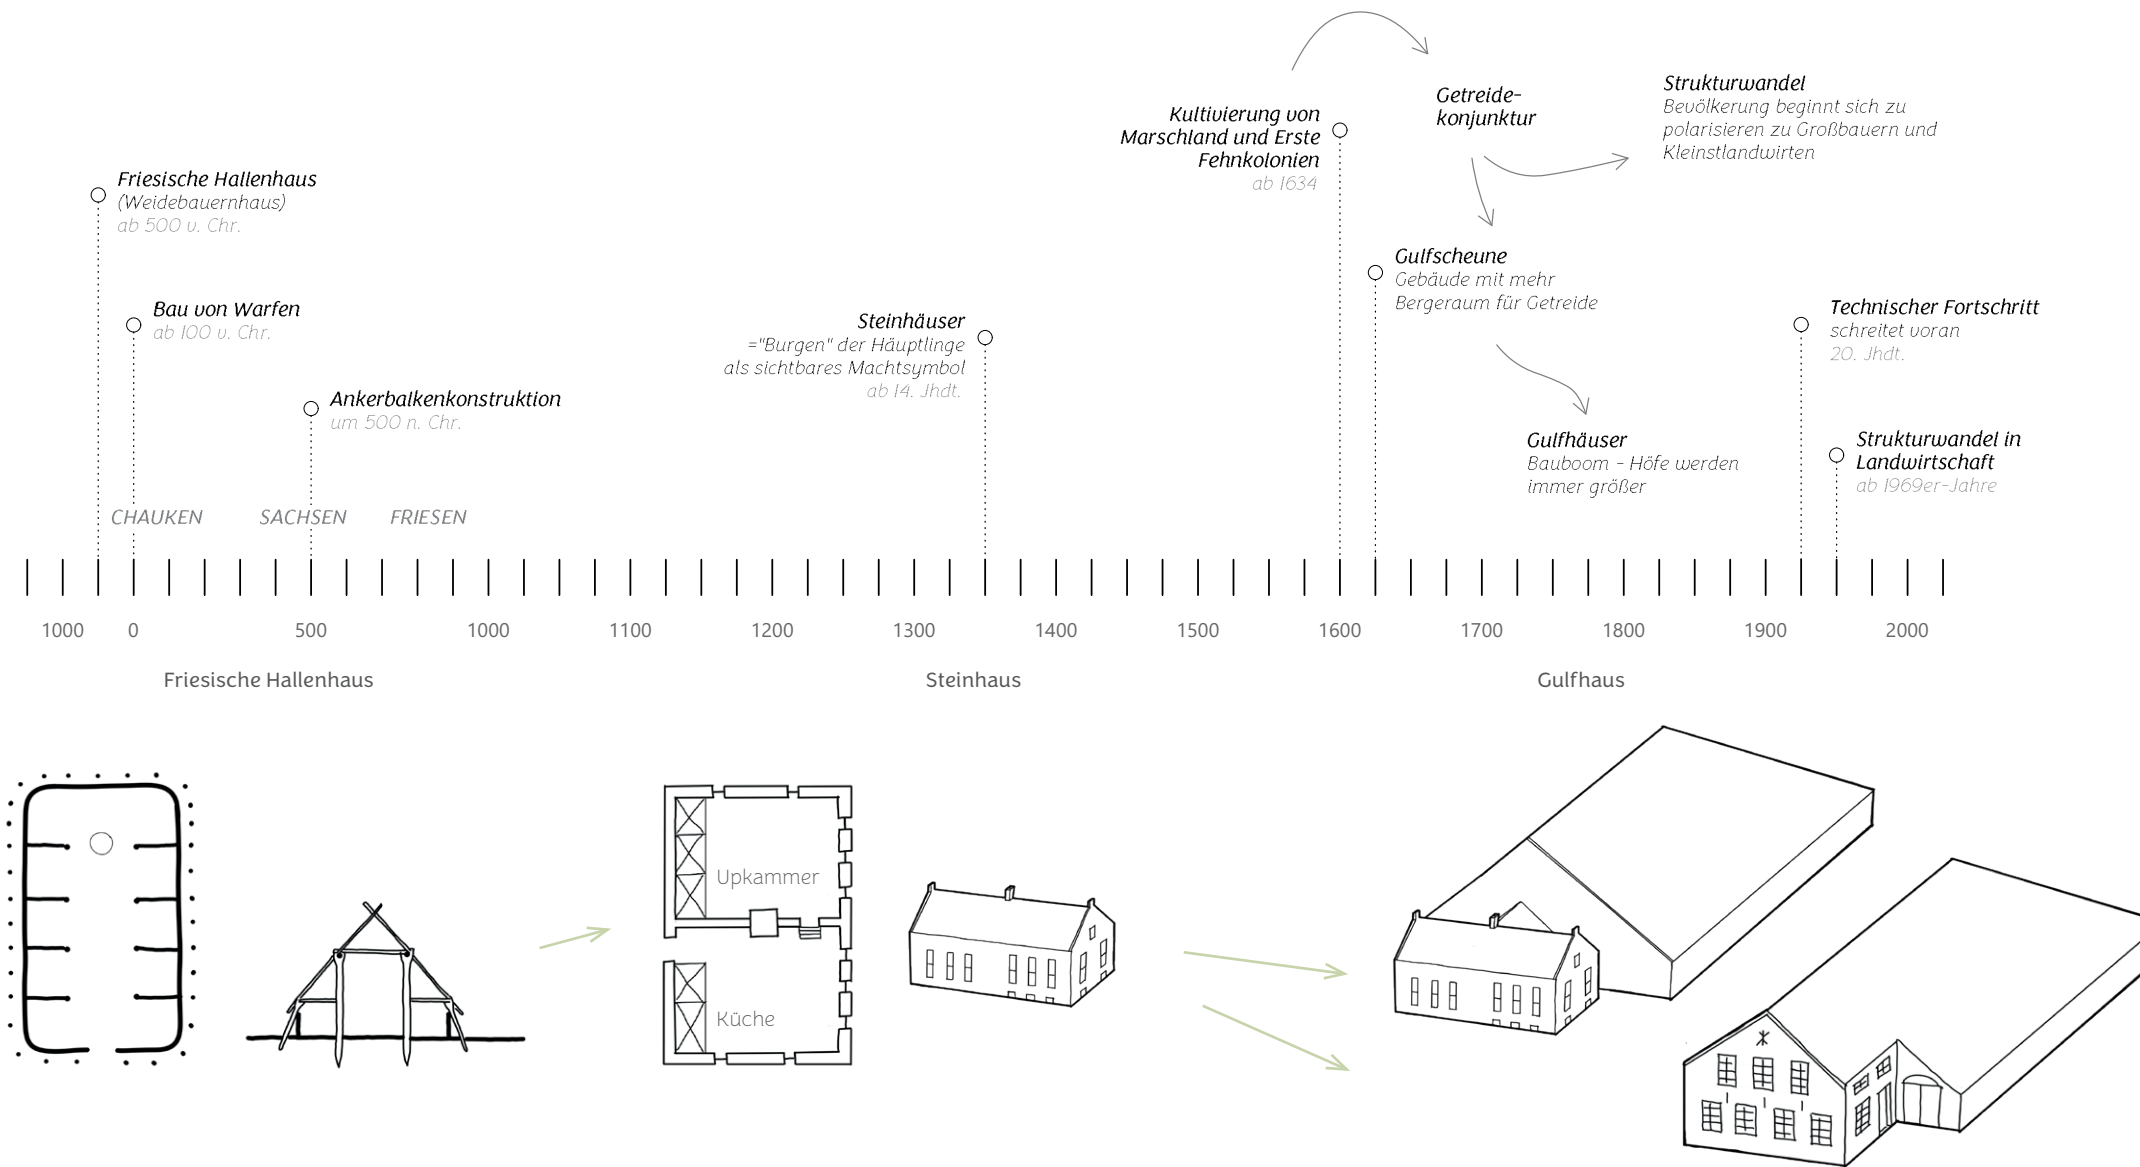 Friesische Hallenhaus
(Weidebauernhaus)
ab 500 v. Chr.
Bau von Warfen
ab 100 v. Chr.
Ankerbalkenkonstruktion
um 500 n. Chr.
CHAUKEN
SACHSEN
FRIESEN
Steinhäuser
="Burgen" der Häuptlinge
als sichtbares Machtsymbol
ab 14. Jhdt.
Kultivierung von
Marschland und Erste
Fehnkolonien
ab 1634
Getreide-
konjunktur
Strukturwandel
Bevölkerung beginnt sich zu
polarisieren zu Großbauern und
Kleinstlandwirten
Gulfscheune
Gebäude mit mehr
Bergeraum für Getreide
Gulfhäuser
Bauboom - Höfe werden
immer größer
Technischer Fortschritt
schreitet voran
20. Jhdt.
Strukturwandel in
Landwirtschaft
ab 1969er-Jahre
1000 0 500 1000 1100 1200 1300 1400 1500 1600 1700 1800 1900 2000
Friesische Hallenhaus
Steinhaus
Gulfhaus
Upkammer
Küche